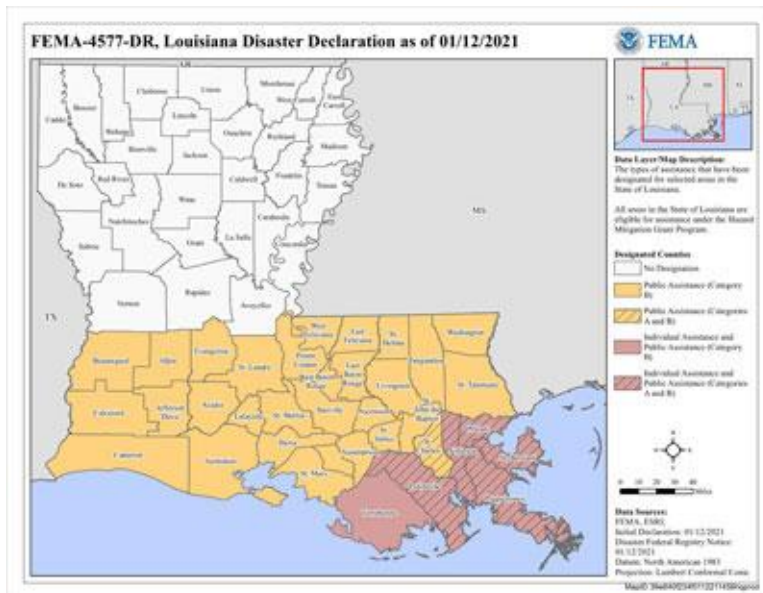 FEMA-4577-DR, Louisiana Disaster Declaration as of 01/12/2021
FEMA
Data Layer/Map Description:
The types of assistance that have been
designated for selected areas in the
State of Louisiana.
All areas in the State of Louisiana are
eligible for assistance under the Hazard
Mitigation Grant Program.
Designated Counties
No Designation
Public Assistance (Category
B)
Public Assistance (Categories
A and B)
Individual Assistance and
Public Assistance (Category
B)
Individual Assistance and
Public Assistance (Categories
A and B)
Miles
Data Sources:
FEMA, ESRI;
Initial Declaration: 01/12/2021
Disaster Federal Registry Notice:
01/12/2021
Datum: North American 1983
Projection: Lambert Conformal Conic
TX
MS
Caddo
Bossier
Claiborne
Union
Morehouse
West Carroll
East
Carroll
Lincoln
Ouachita
Richland
Madison
Bienville
Jackson
De Soto
Red River
Caldwell
Franklin
Tensas
Winn
Natchitoches
Catahoula
Sabine
Grant
La Salle
Concordia
Vernon
Rapides
Avoyelles
Beauregard
Allen
Evangeline
St. Landry
West
Feliciana
East
Feliciana
St.
Helena
Washington
Pointe
Coupee
West Baton
Rouge
East
Baton
Rouge
Tangipahoa
Livingston
St. Tammany
Calcasieu
Jefferson
Davis
Acadia
Lafayette
St. Martin
Iberville
Ascension
St.
John the
Baptist
Cameron
Vermilion
Iberia
St. Mary
Assumption
St.
James
St.
Charles
Lafourche
Terrebonne